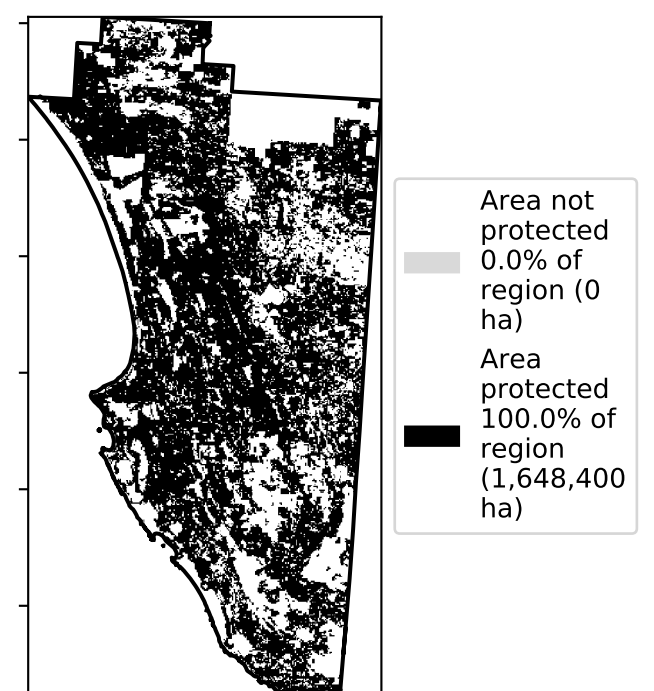 Area not
protected
0.0% of
region (0
ha)
Area
protected
100.0% of
region
(1,648,400
ha)